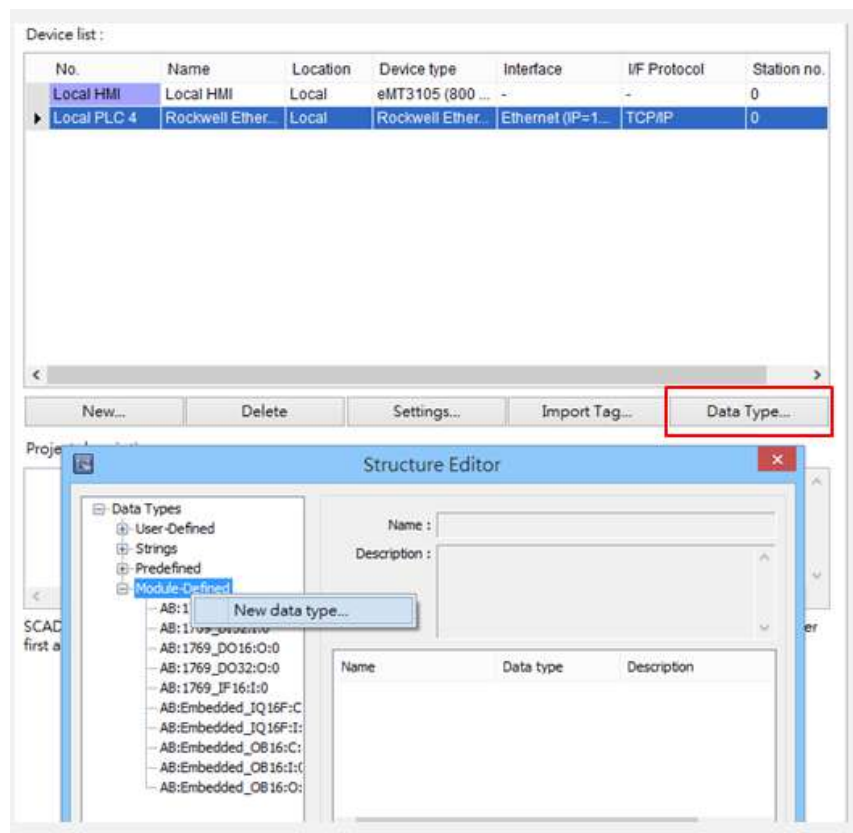 Device list :
No. Name Location Device type Interface I/F Protocol Station no.
Local HMI Local HMI Local eMT3105 (800 ... - - 0
Local PLC 4 Rockwell Ether... Local Rockwell Ether... Ethernet (IP=1... TCP/IP 0
New... Delete Settings... Import Tag... Data Type...
Structure Editor
Data Types
User-Defined
Strings
Predefined
Module-Defined
Name :
Description :
New data type...
AB:1769_DO16:O:0
AB:1769_DO32:O:0
AB:1769_IF16:I:0
AB:Embedded_IQ16F:C
AB:Embedded_IQ16F:I:
AB:Embedded_OB16:C:
AB:Embedded_OB16:I:
AB:Embedded_OB16:O:
Name Data type Description
SCAD
first a
er